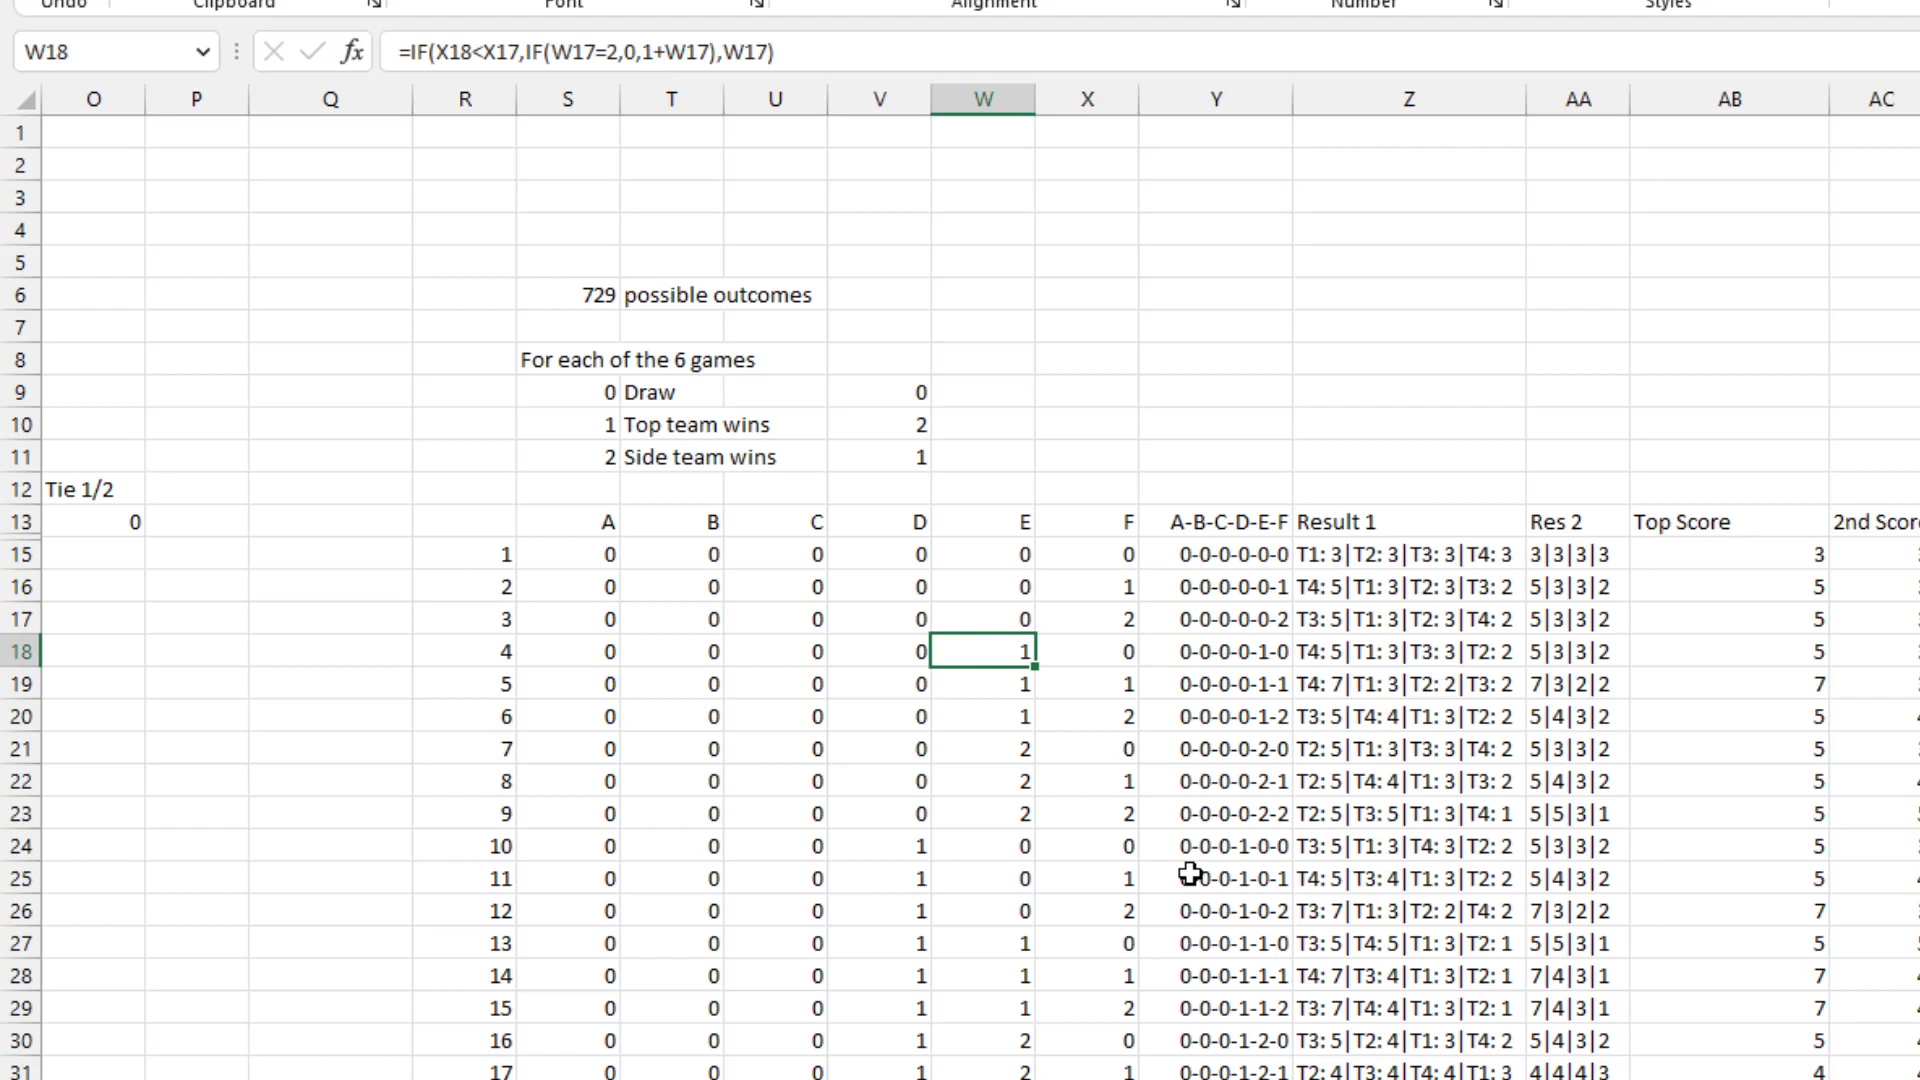 Undo Clipboard Font Alignment Number Styles
W18 fx =IF(X18<X17,IF(W17=2,0,1+W17),W17)
O P Q R S T U V W X Y Z AA AB AC
1
2
3
4
5
6 729 possible outcomes
7
8 For each of the 6 games
9 0 Draw 0
10 1 Top team wins 2
11 2 Side team wins 1
12 Tie 1/2
13 0 A B C D E F A-B-C-D-E-F Result 1 Res 2 Top Score 2nd Score
15 1 0 0 0 0 0 0 0-0-0-0-0-0 T1: 3|T2: 3|T3: 3|T4: 3 3|3|3|3 3
16 2 0 0 0 0 0 1 0-0-0-0-0-1 T4: 5|T1: 3|T2: 3|T3: 2 5|3|3|2 5
17 3 0 0 0 0 0 2 0-0-0-0-0-2 T3: 5|T1: 3|T2: 3|T4: 2 5|3|3|2 5
18 4 0 0 0 0 1 0 0-0-0-0-1-0 T4: 5|T1: 3|T3: 3|T2: 2 5|3|3|2 5
19 5 0 0 0 0 1 1 0-0-0-0-1-1 T4: 7|T1: 3|T2: 2|T3: 2 7|3|2|2 7
20 6 0 0 0 0 1 2 0-0-0-0-1-2 T3: 5|T4: 4|T1: 3|T2: 2 5|4|3|2 5
21 7 0 0 0 0 2 0 0-0-0-0-2-0 T2: 5|T1: 3|T3: 3|T4: 2 5|3|3|2 5
22 8 0 0 0 0 2 1 0-0-0-0-2-1 T2: 5|T4: 4|T1: 3|T3: 2 5|4|3|2 5
23 9 0 0 0 0 2 2 0-0-0-0-2-2 T2: 5|T3: 5|T1: 3|T4: 1 5|5|3|1 5
24 10 0 0 0 1 0 0 0-0-0-1-0-0 T3: 5|T1: 3|T4: 3|T2: 2 5|3|3|2 5
25 11 0 0 0 1 0 1 0-0-1-0-1 T4: 5|T3: 4|T1: 3|T2: 2 5|4|3|2 5
26 12 0 0 0 1 0 2 0-0-0-1-0-2 T3: 7|T1: 3|T2: 2|T4: 2 7|3|2|2 7
27 13 0 0 0 1 1 0 0-0-0-1-1-0 T3: 5|T4: 5|T1: 3|T2: 1 5|5|3|1 5
28 14 0 0 0 1 1 1 0-0-0-1-1-1 T4: 7|T3: 4|T1: 3|T2: 1 7|4|3|1 7
29 15 0 0 0 1 1 2 0-0-0-1-1-2 T3: 7|T4: 4|T1: 3|T2: 1 7|4|3|1 7
30 16 0 0 0 1 2 0 0-0-0-1-2-0 T3: 5|T2: 4|T1: 3|T4: 2 5|4|3|2 5
31 17 0 0 0 1 2 1 0-0-0-1-2-1 T2: 4|T3: 4|T4: 4|T1: 3 4|4|4|3 4